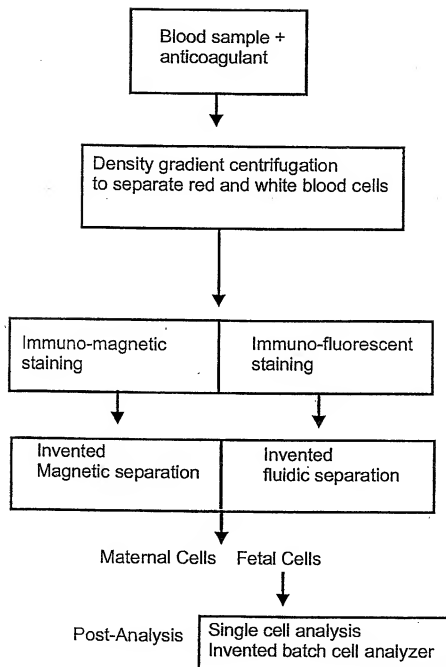 Blood sample +
anticoagulant
Density gradient centrifugation
to separate red and white blood cells
Immuno-magnetic
staining
Immuno-fluorescent
staining
Invented
Magnetic separation
Invented
fluidic separation
Maternal Cells Fetal Cells
Post-Analysis
Single cell analysis
Invented batch cell analyzer